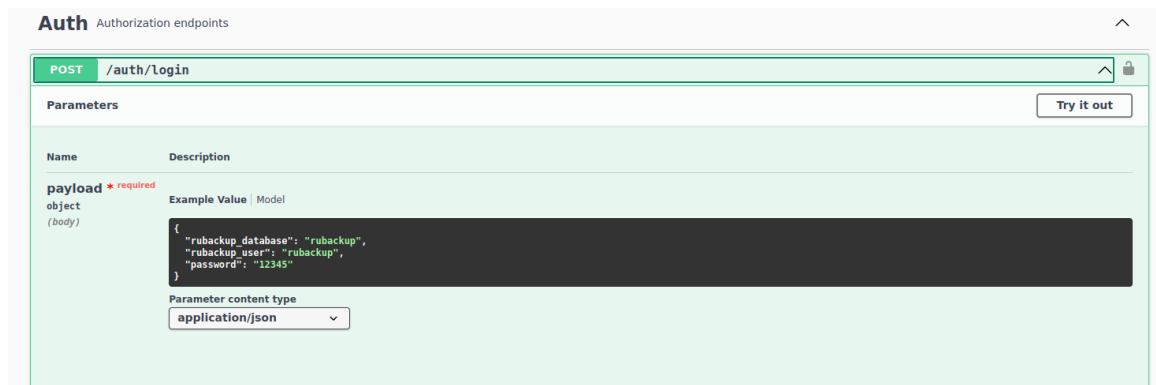 Auth Authorization endpoints
POST /auth/login
Parameters Try it out
Name Description
payload * required
object
(body)
Example Value Model
{
"rubackup_database": "rubackup",
"rubackup_user": "rubackup",
"password": "12345"
}
Parameter content type
application/json